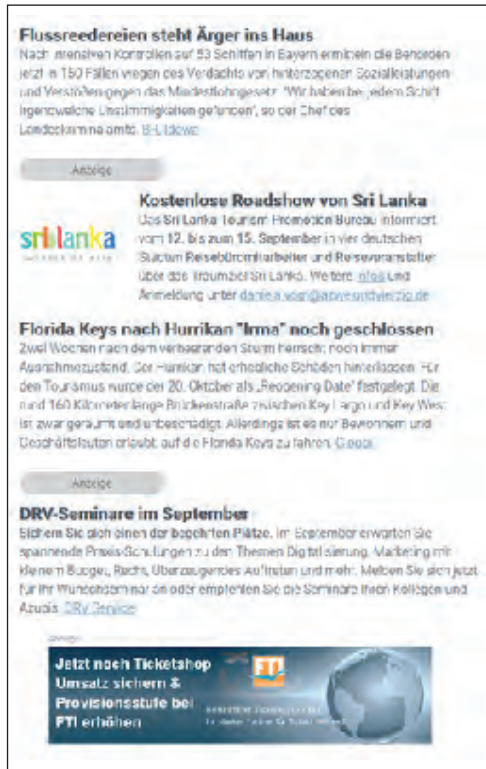 Flussreedereien steht Ärger ins Haus
Nach intensiven Kontrollen auf 53 Schiffen in Bayern ermitteln die Behörden
jetzt in 150 Fällen wegen des Verdachts von hinterzogenen Sozialleistungen
und Verstößen gegen das Mindestlohngesetz. "Wir haben bei jedem Schiff
irgendwelche Unstimmigkeiten gefunden", so der Chef des
Landeskriminalamts.
Anzeige
Kostenlose Roadshow von Sri Lanka
Das Sri Lanka Tourism Promotion Bureau informiert
vom 12. bis zum 15. September in vier deutschen
Städten Reisebüromitarbeiter und Reiseveranstalter
über das Traumziel Sri Lanka. Weitere Infos und
Anmeldung unter
sri lanka
Florida Keys nach Hurrikan "Irma" noch geschlossen
Zwei Wochen nach dem verheerenden Sturm herrscht noch immer
Ausnahmezustand. Der Hurrikan hat erhebliche Schäden hinterlassen. Für
den Tourismus wurde der 20. Oktober als „Reopening Date" festgelegt. Die
rund 160 Kilometer lange Brückenstraße zwischen Key Largo und Key West
ist zwar geräumt und unbeschädigt. Allerdings ist es nur Bewohnern und
Geschäftsleuten erlaubt, auf die Florida Keys zu fahren.
Anzeige
DRV-Seminare im September
Sichern Sie sich einen der begehrten Plätze. Im September erwarten Sie
spannende Praxis-Schulungen zu den Themen Digitalisierung, Marketing mit
kleinem Budget, Recht, Überzeugendes Auftreten und mehr. Melden Sie sich jetzt
für Ihr Wunschseminar an oder empfehlen Sie die Seminare Ihren Kollegen und
Azubis. DRV Service
Anzeige
Jetzt noch Ticketshop
Umsatz sichern &
Provisionsstufe bei
FTI erhöhen
FTI